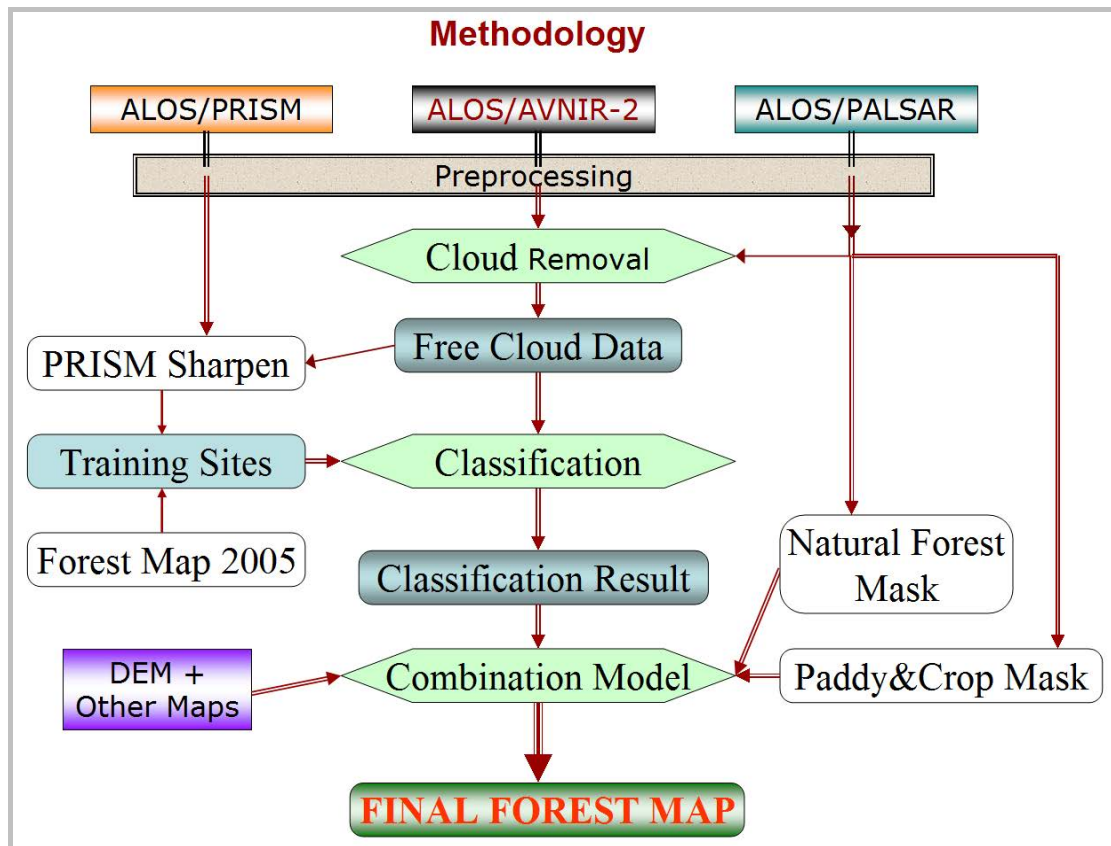 Methodology
ALOS/PRISM
ALOS/AVNIR-2
ALOS/PALSAR
Preprocessing
Cloud Removal
Free Cloud Data
PRISM Sharpen
Training Sites
Classification
Forest Map 2005
Classification Result
Natural Forest
Mask
DEM +
Other Maps
Combination Model
Paddy&Crop Mask
FINAL FOREST MAP